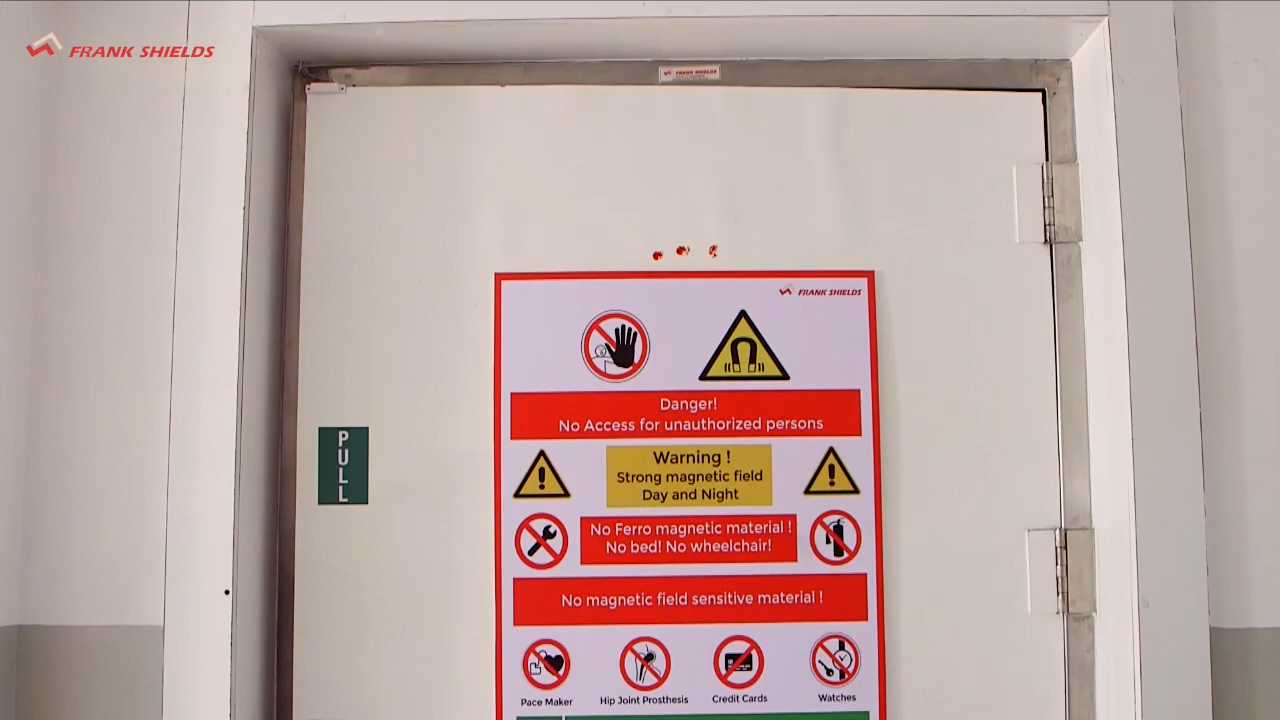 FRANK SHIELDS
FRANK SHIELDS
FRANK SHIELDS
Danger!
No Access for unauthorized persons
PULL
Warning !
Strong magnetic field
Day and Night
No Ferro magnetic material !
No bed! No wheelchair!
No magnetic field sensitive material !
Pace Maker
Hip Joint Prosthesis
Credit Cards
Watches